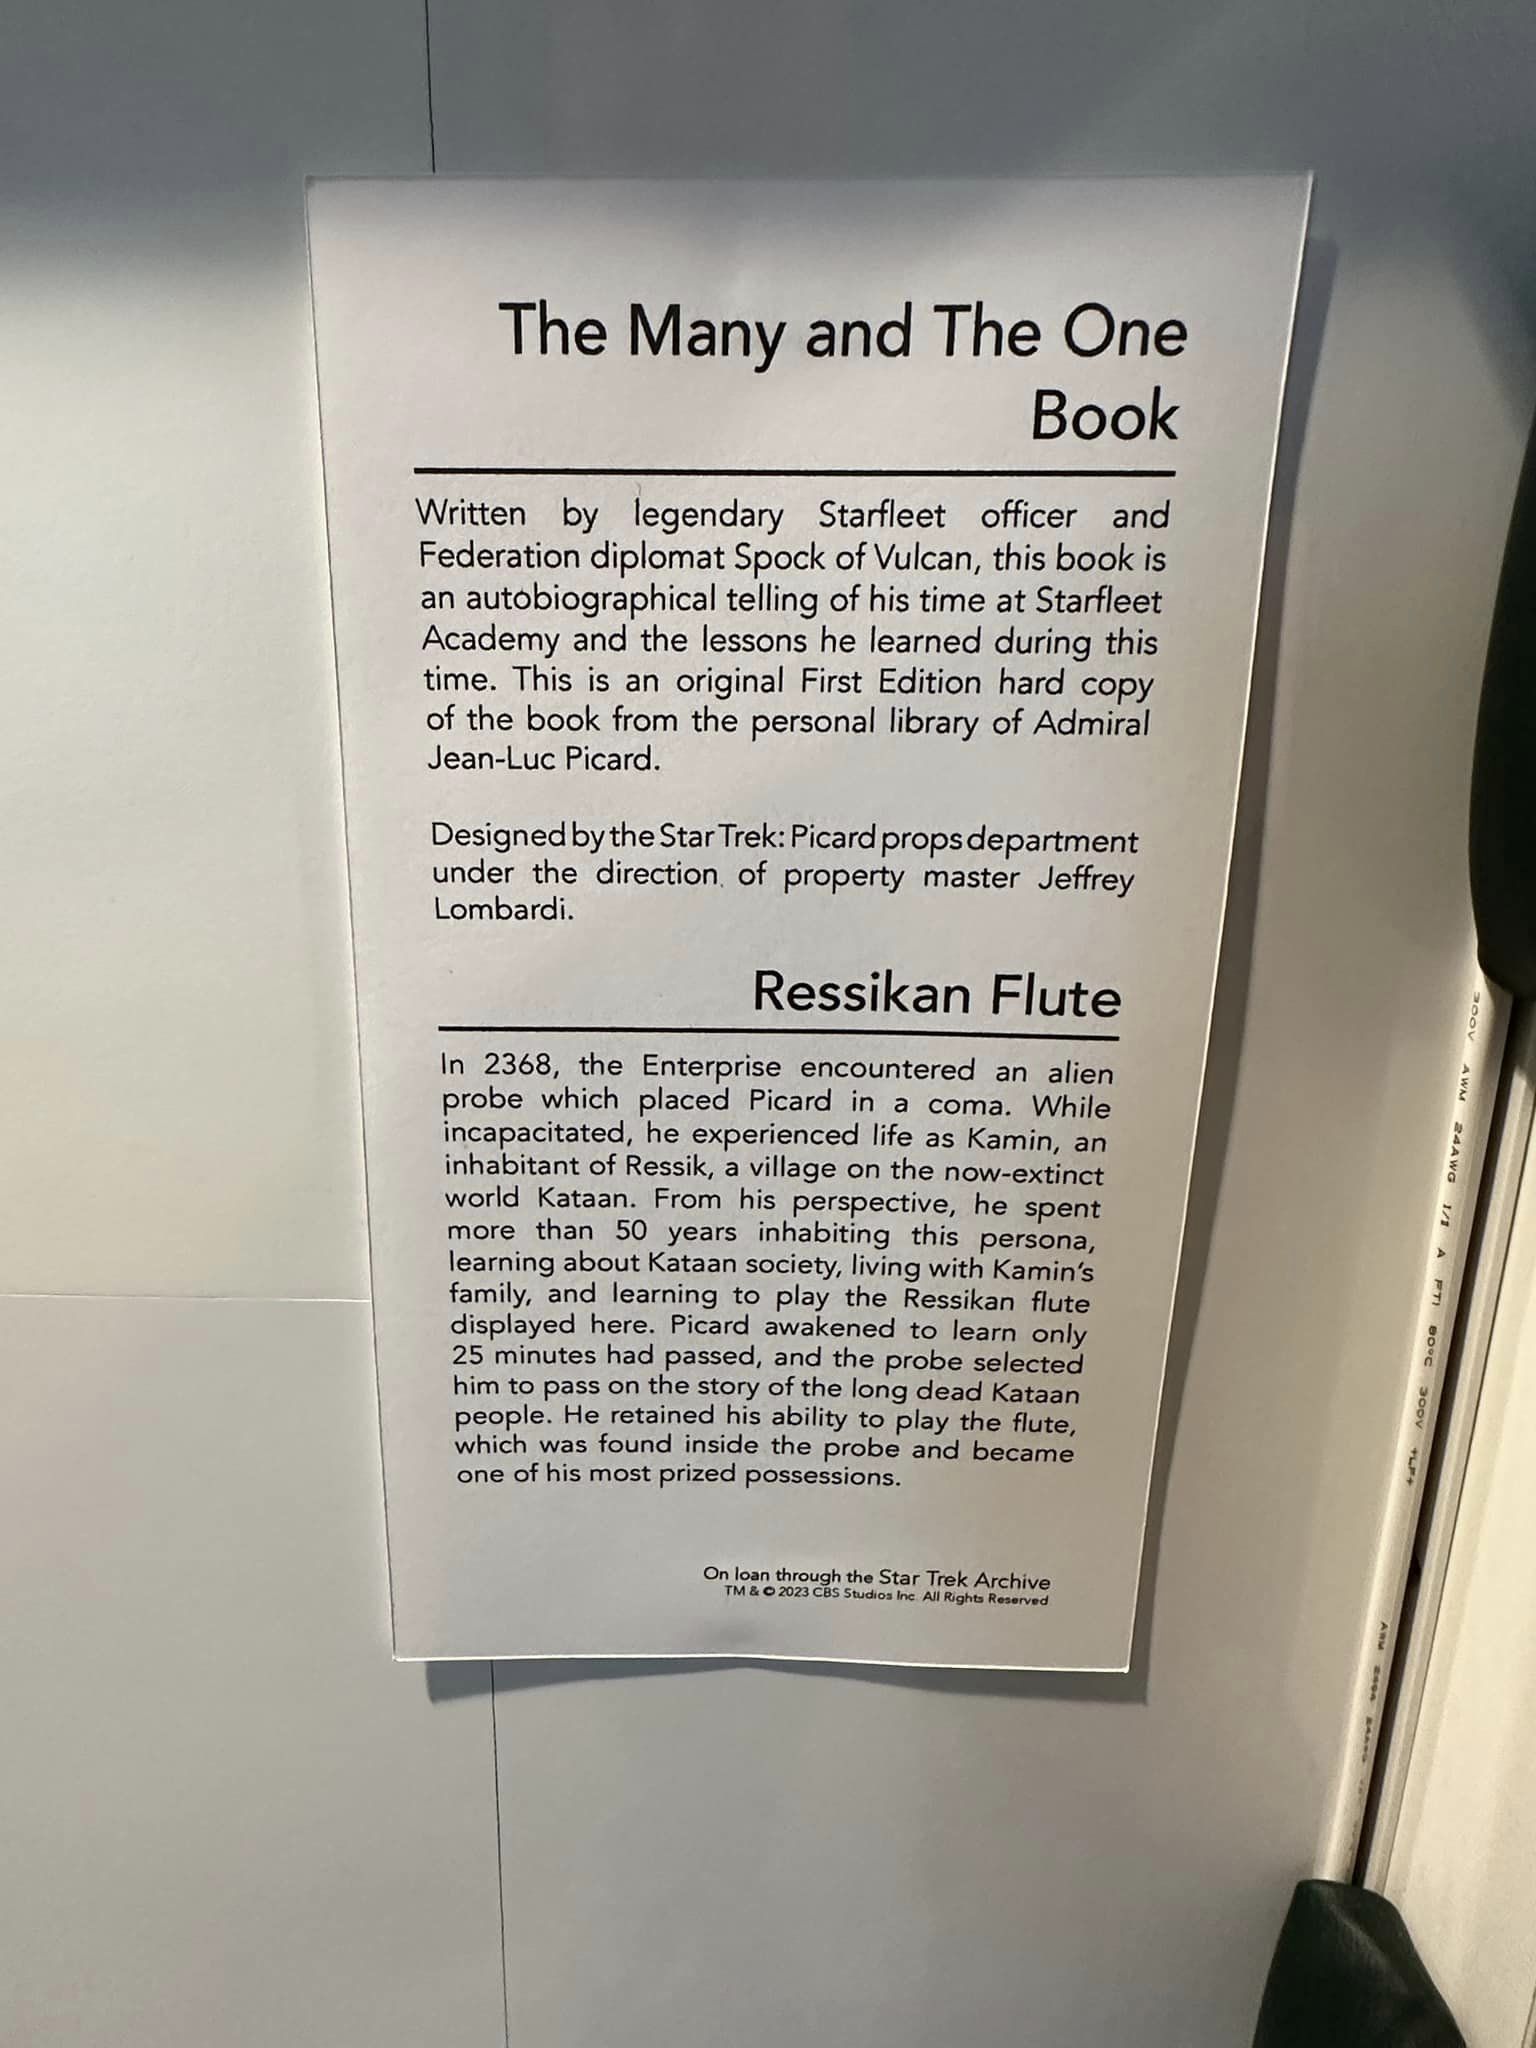 The Many and The One
Book
Written by legendary Starfleet officer and
Federation diplomat Spock of Vulcan, this book is
an autobiographical telling of his time at Starfleet
Academy and the lessons he learned during this
time. This is an original First Edition hard copy
of the book from the personal library of Admiral
Jean-Luc Picard.
Designed by the Star Trek: Picard props department
under the direction of property master Jeffrey
Lombardi.
Ressikan Flute
In 2368, the Enterprise encountered an alien
probe which placed Picard in a coma. While
incapacitated, he experienced life as Kamin, an
inhabitant of Ressik, a village on the now-extinct
world Kataan. From his perspective, he spent
more than 50 years inhabiting this persona,
learning about Kataan society, living with Kamin's
family, and learning to play the Ressikan flute
displayed here. Picard awakened to learn only
25 minutes had passed, and the probe selected
him to pass on the story of the long dead Kataan
people. He retained his ability to play the flute,
which was found inside the probe and became
one of his most prized possessions.
On loan through the Star Trek Archive
TM & © 2023 CBS Studios Inc. All Rights Reserved
300V AWM 24AWG 1/1 A FT1 80°C 300V